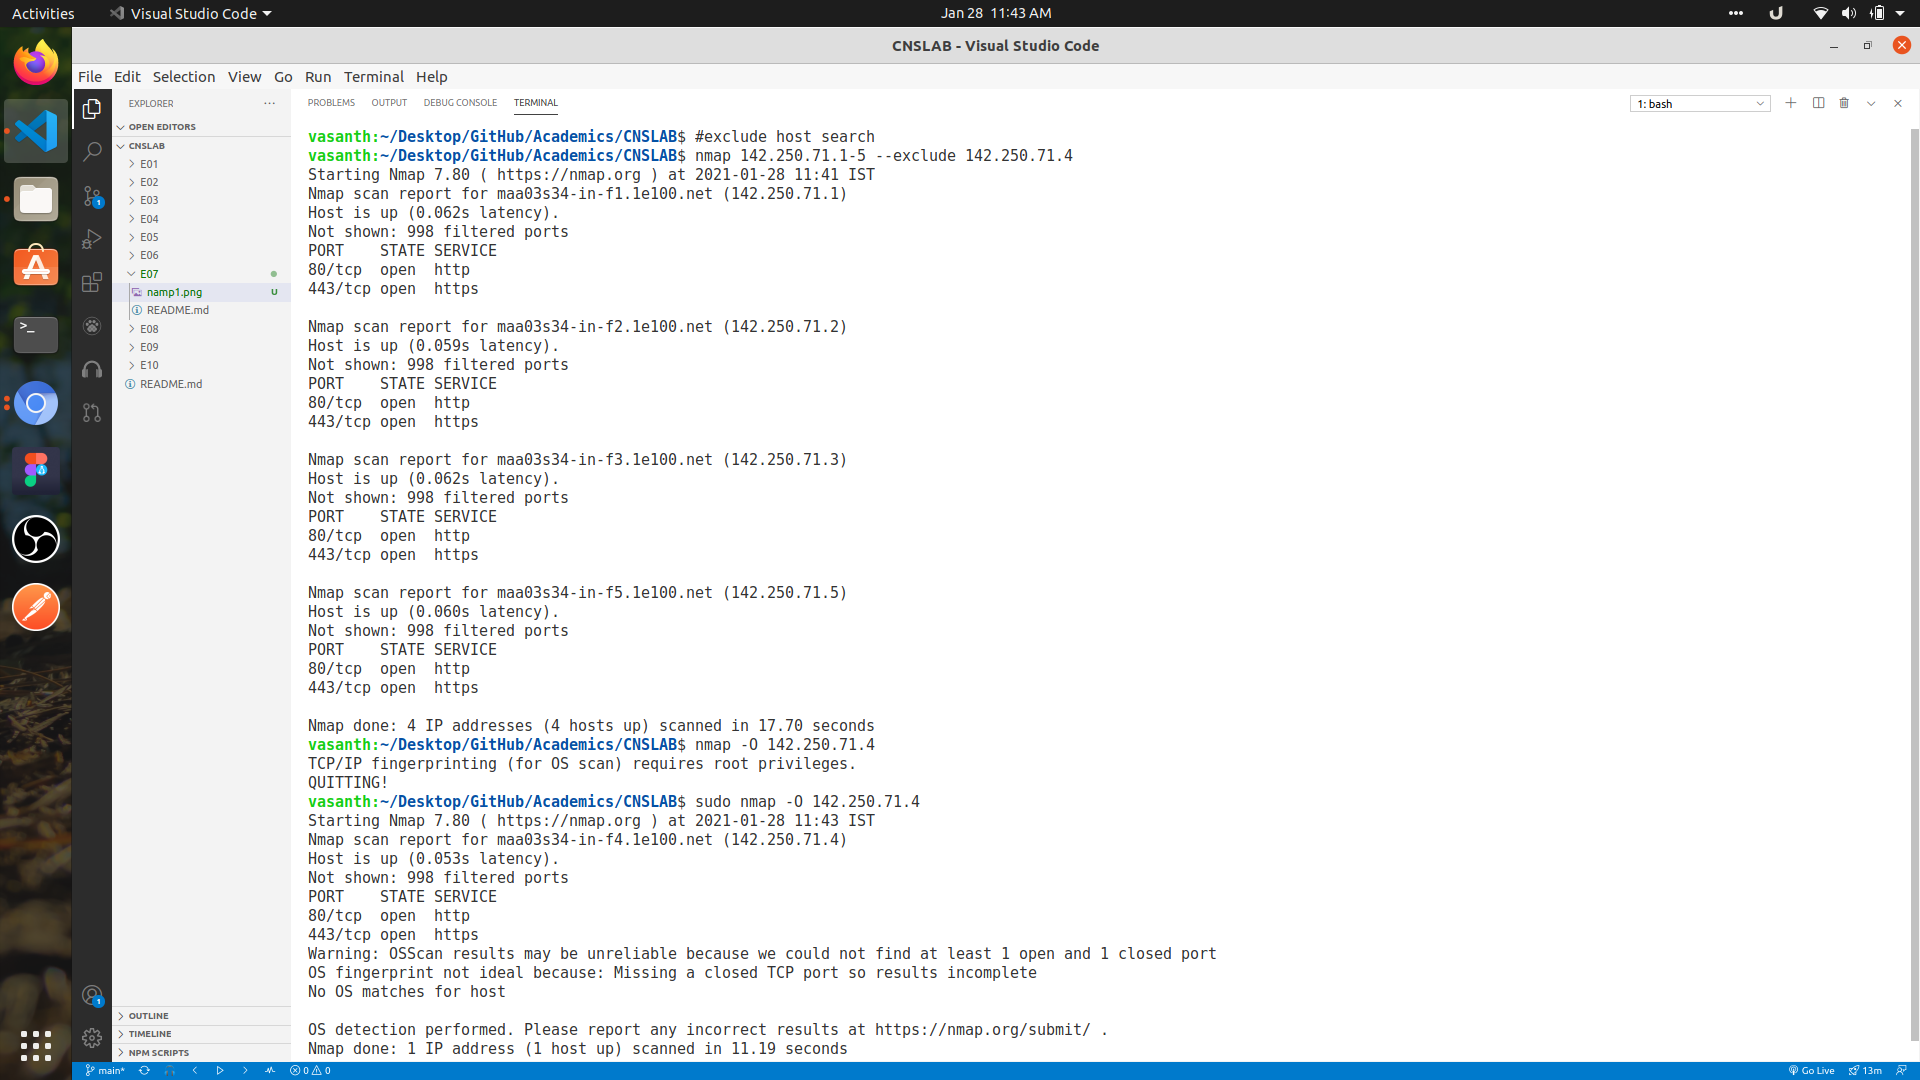 Activities
Visual Studio Code
Jan 28 11:43 AM
CNSLAB - Visual Studio Code
File Edit Selection View Go Run Terminal Help
EXPLORER
OPEN EDITORS
CNSLAB
E01
E02
E03
E04
E05
E06
E07
namp1.png U
README.md
E08
E09
E10
README.md
OUTLINE
TIMELINE
NPM SCRIPTS
PROBLEMS OUTPUT DEBUG CONSOLE TERMINAL
1: bash
vasanth:~/Desktop/GitHub/Academics/CNSLAB$ #exclude host search
vasanth:~/Desktop/GitHub/Academics/CNSLAB$ nmap 142.250.71.1-5 --exclude 142.250.71.4
Starting Nmap 7.80 ( https://nmap.org ) at 2021-01-28 11:41 IST
Nmap scan report for maa03s34-in-f1.1e100.net (142.250.71.1)
Host is up (0.062s latency).
Not shown: 998 filtered ports
PORT    STATE SERVICE
80/tcp  open  http
443/tcp open  https
Nmap scan report for maa03s34-in-f2.1e100.net (142.250.71.2)
Host is up (0.059s latency).
Not shown: 998 filtered ports
PORT    STATE SERVICE
80/tcp  open  http
443/tcp open  https
Nmap scan report for maa03s34-in-f3.1e100.net (142.250.71.3)
Host is up (0.062s latency).
Not shown: 998 filtered ports
PORT    STATE SERVICE
80/tcp  open  http
443/tcp open  https
Nmap scan report for maa03s34-in-f5.1e100.net (142.250.71.5)
Host is up (0.060s latency).
Not shown: 998 filtered ports
PORT    STATE SERVICE
80/tcp  open  http
443/tcp open  https
Nmap done: 4 IP addresses (4 hosts up) scanned in 17.70 seconds
vasanth:~/Desktop/GitHub/Academics/CNSLAB$ nmap -O 142.250.71.4
TCP/IP fingerprinting (for OS scan) requires root privileges.
QUITTING!
vasanth:~/Desktop/GitHub/Academics/CNSLAB$ sudo nmap -O 142.250.71.4
Starting Nmap 7.80 ( https://nmap.org ) at 2021-01-28 11:43 IST
Nmap scan report for maa03s34-in-f4.1e100.net (142.250.71.4)
Host is up (0.053s latency).
Not shown: 998 filtered ports
PORT    STATE SERVICE
80/tcp  open  http
443/tcp open  https
Warning: OSScan results may be unreliable because we could not find at least 1 open and 1 closed port
OS fingerprint not ideal because: Missing a closed TCP port so results incomplete
No OS matches for host
OS detection performed. Please report any incorrect results at https://nmap.org/submit/ .
Nmap done: 1 IP address (1 host up) scanned in 11.19 seconds
main* 0 0 Go Live 13m